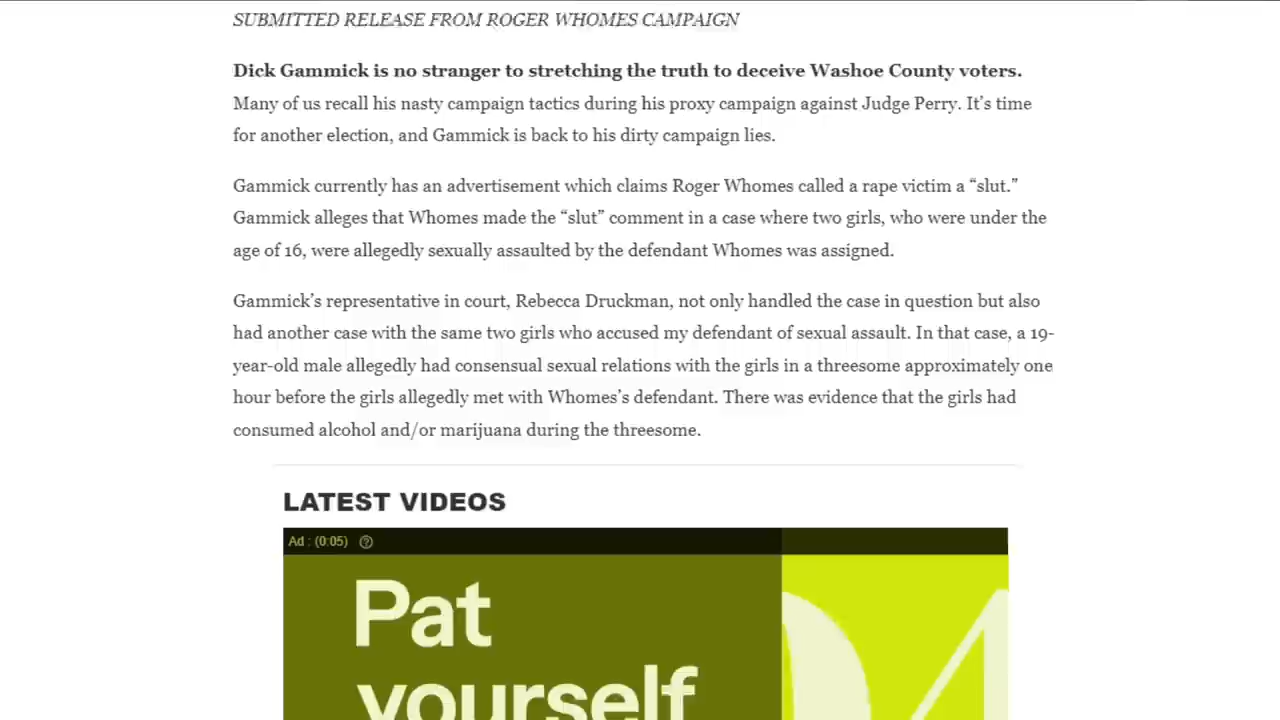 SUBMITTED RELEASE FROM ROGER WHOMES CAMPAIGN
Dick Gammick is no stranger to stretching the truth to deceive Washoe County voters.
Many of us recall his nasty campaign tactics during his proxy campaign against Judge Perry. It’s time
for another election, and Gammick is back to his dirty campaign lies.
Gammick currently has an advertisement which claims Roger Whomes called a rape victim a “slut.”
Gammick alleges that Whomes made the “slut” comment in a case where two girls, who were under the
age of 16, were allegedly sexually assaulted by the defendant Whomes was assigned.
Gammick’s representative in court, Rebecca Druckman, not only handled the case in question but also
had another case with the same two girls who accused my defendant of sexual assault. In that case, a 19-
year-old male allegedly had consensual sexual relations with the girls in a threesome approximately one
hour before the girls allegedly met with Whomes’s defendant. There was evidence that the girls had
consumed alcohol and/or marijuana during the threesome.
LATEST VIDEOS
Ad : (0:05)
Pat
yourself